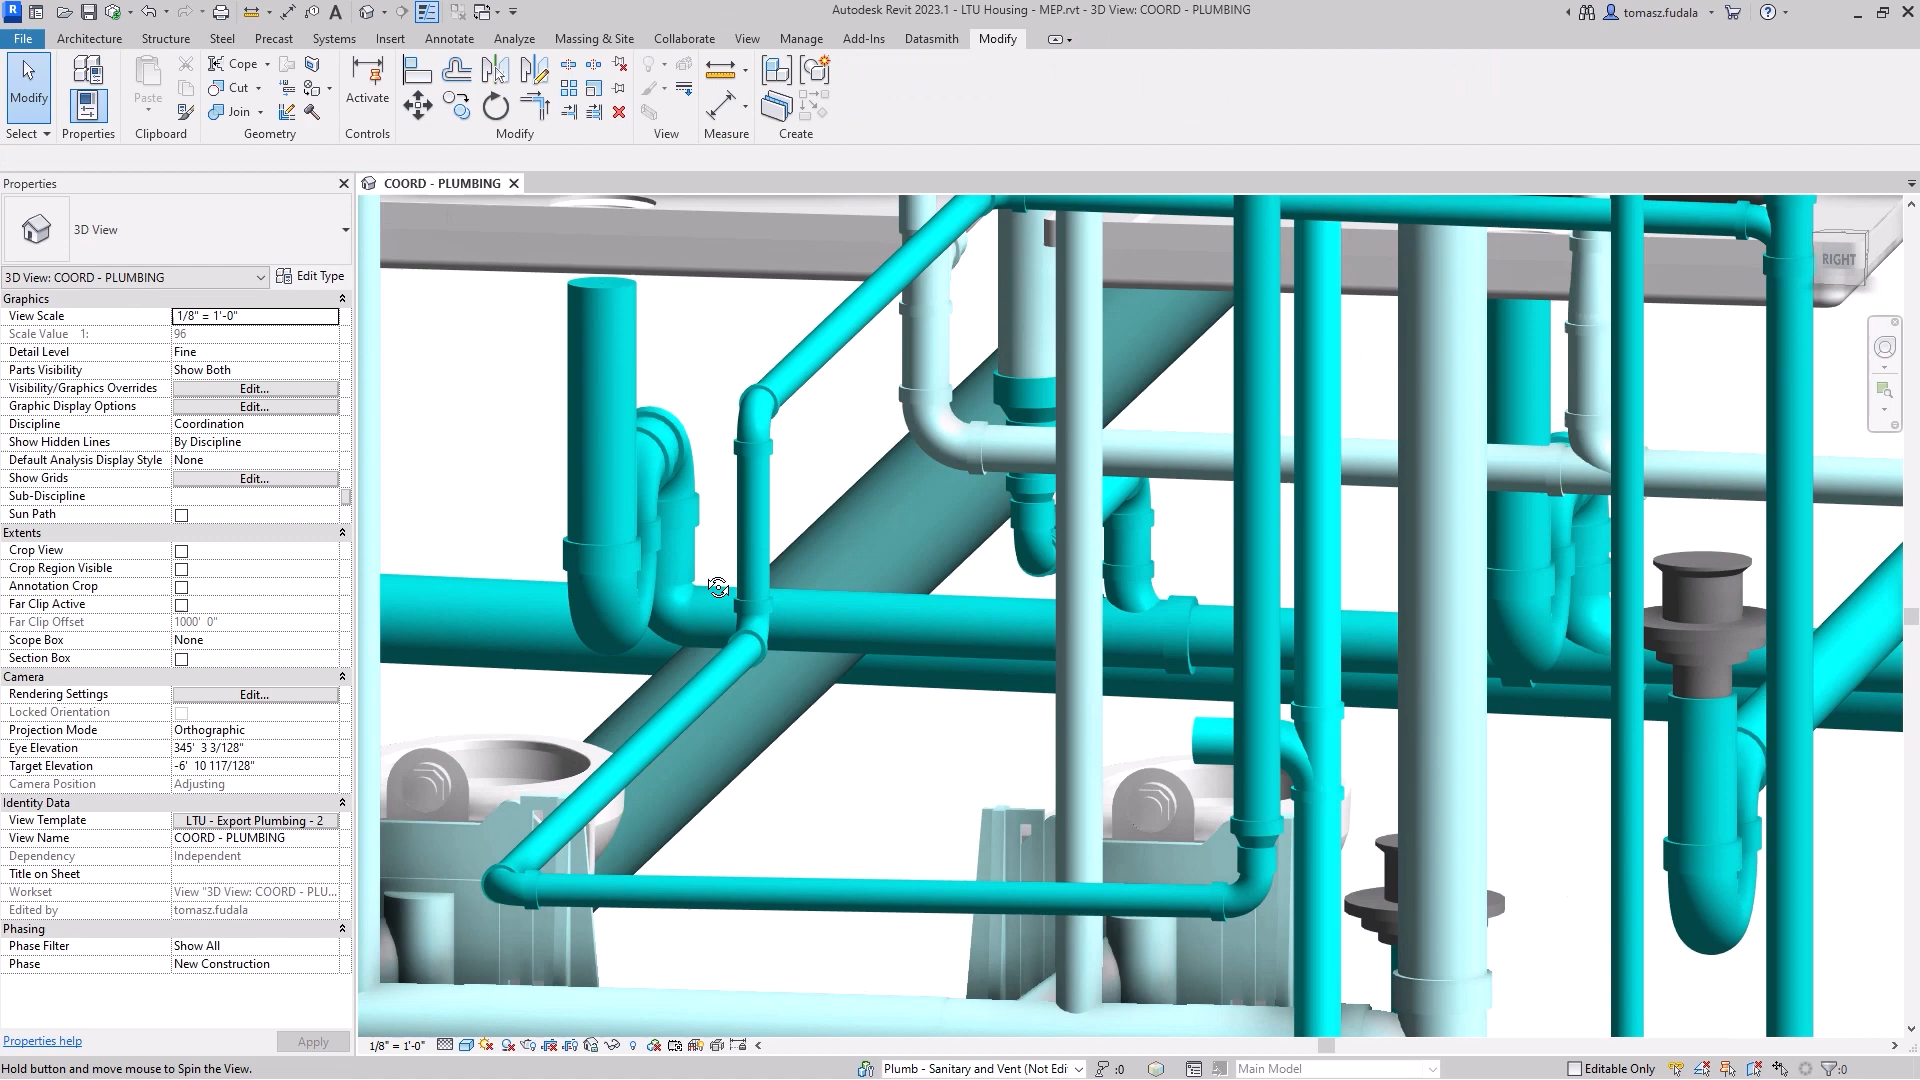 Autodesk Revit 2023.1 - LTU Housing - MEP.rvt - 3D View: COORD - PLUMBING
tomasz.fudala
File Architecture Structure Steel Precast Systems Insert Annotate Analyze Massing & Site Collaborate View Manage Add-Ins Datasmith Modify
Modify
Paste
Cope
Cut
Join
Activate
Select Properties Clipboard Geometry Controls Modify View Measure Create
Properties
COORD - PLUMBING
3D View
3D View: COORD - PLUMBING Edit Type
RIGHT
Graphics
View Scale 1/8" = 1'-0"
Scale Value 1: 96
Detail Level Fine
Parts Visibility Show Both
Visibility/Graphics Overrides Edit...
Graphic Display Options Edit...
Discipline Coordination
Show Hidden Lines By Discipline
Default Analysis Display Style None
Show Grids Edit...
Sub-Discipline
Sun Path
Extents
Crop View
Crop Region Visible
Annotation Crop
Far Clip Active
Far Clip Offset 1000' 0"
Scope Box None
Section Box
Camera
Rendering Settings Edit...
Locked Orientation
Projection Mode Orthographic
Eye Elevation 345' 3 3/128"
Target Elevation -6' 10 117/128"
Camera Position Adjusting
Identity Data
View Template LTU - Export Plumbing - 2
View Name COORD - PLUMBING
Dependency Independent
Title on Sheet
Workset View "3D View: COORD - PLU...
Edited by tomasz.fudala
Phasing
Phase Filter Show All
Phase New Construction
Properties help Apply
1/8" = 1'-0"
Hold button and move mouse to Spin the View.
Plumb - Sanitary and Vent (Not Edi
:0
Main Model
Editable Only
:0